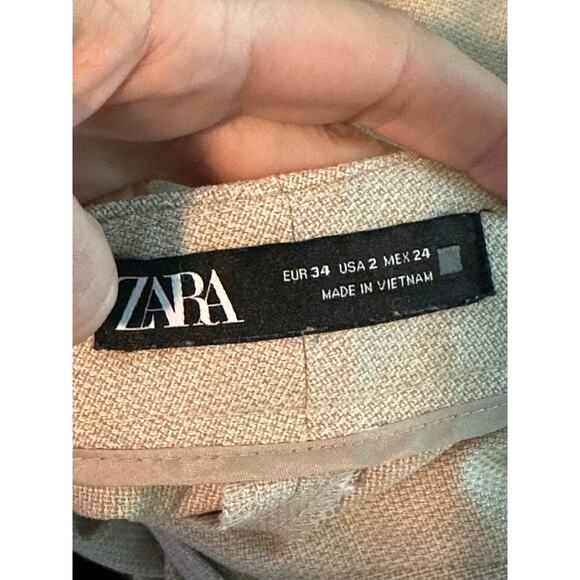 ZARA
EUR 34 USA 2 MEX 24
MADE IN VIETNAM